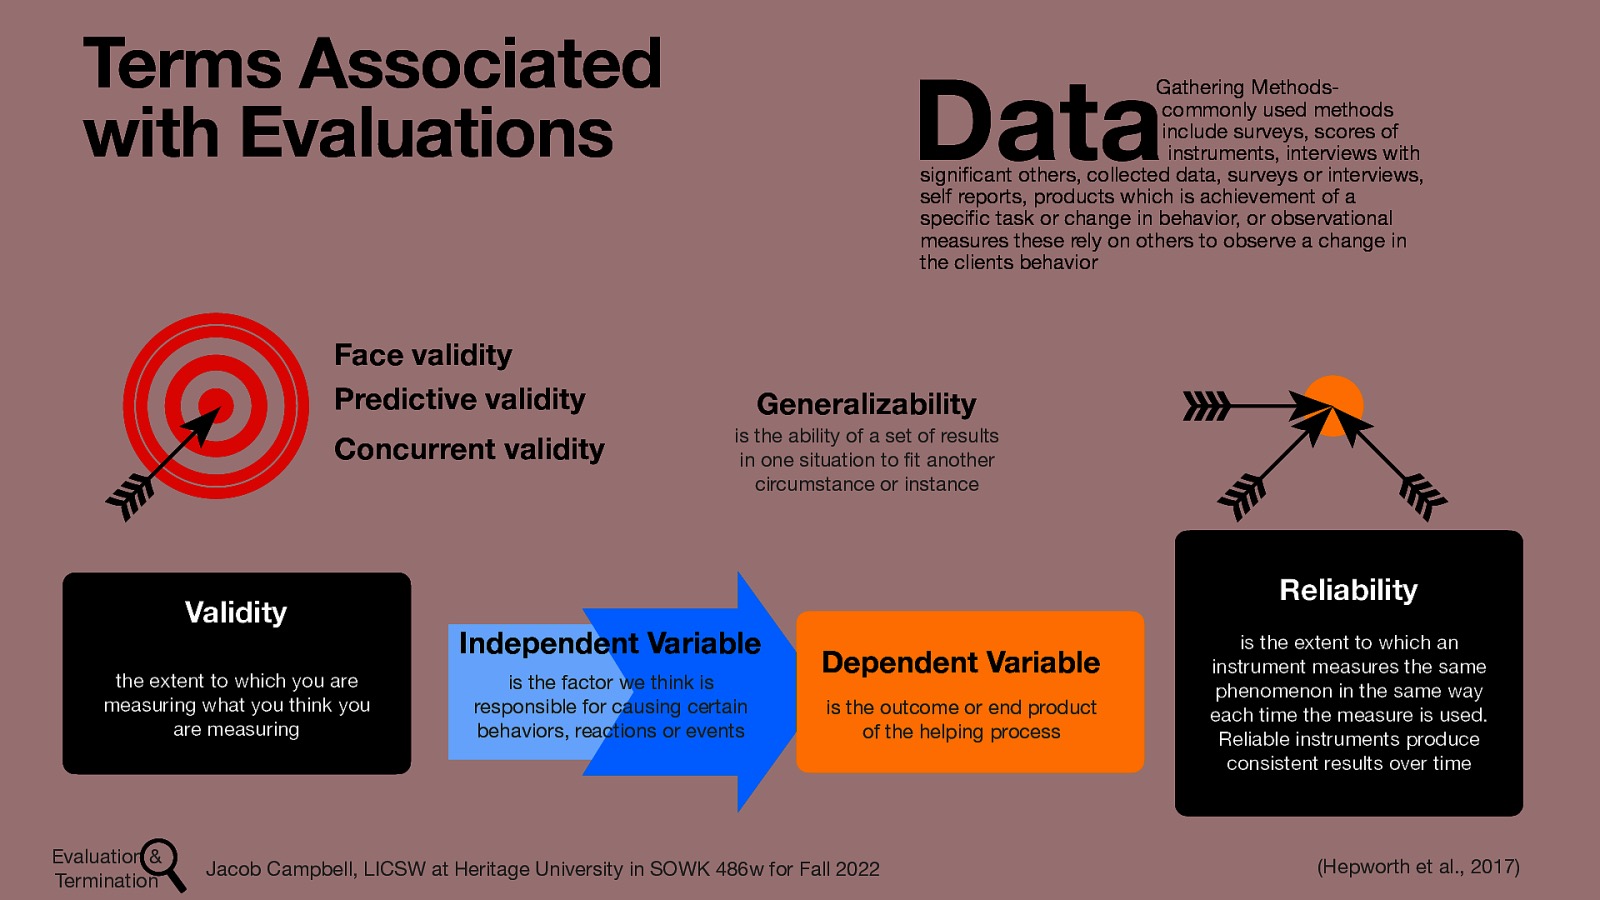 Terms Associated
with Evaluations
Data Gathering Methods-
commonly used methods
include surveys, scores of
instruments, interviews with
significant others, collected data, surveys or interviews,
self reports, products which is achievement of a
specific task or change in behavior, or observational
measures these rely on others to observe a change in
the clients behavior
Face validity
Predictive validity
Concurrent validity
Generalizability
is the ability of a set of results
in one situation to fit another
circumstance or instance
Validity
the extent to which you are
measuring what you think you
are measuring
Independent Variable
is the factor we think is
responsible for causing certain
behaviors, reactions or events
Dependent Variable
is the outcome or end product
of the helping process
Reliability
is the extent to which an
instrument measures the same
phenomenon in the same way
each time the measure is used.
Reliable instruments produce
consistent results over time
Evaluation &
Termination
Jacob Campbell, LICSW at Heritage University in SOWK 486w for Fall 2022
(Hepworth et al., 2017)